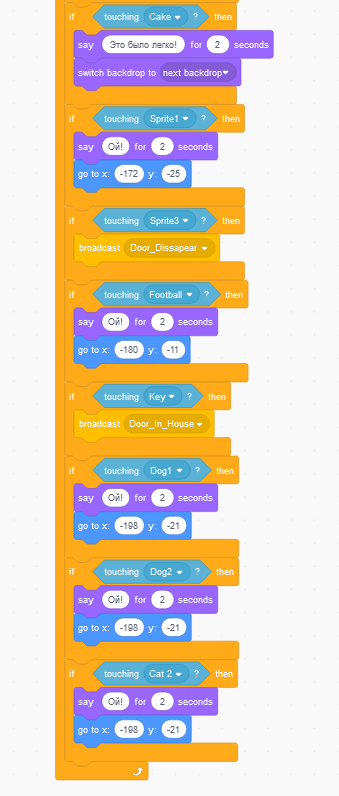 if touching Cake ? then
say Это было легко! for 2 seconds
switch backdrop to next backdrop
if touching Sprite1 ? then
say Ой! for 2 seconds
go to x: -172 y: -25
if touching Sprite3 ? then
broadcast Door_Dissapear
if touching Football ? then
say Ой! for 2 seconds
go to x: -180 y: -11
if touching Key ? then
broadcast Door_In_House
if touching Dog1 ? then
say Ой! for 2 seconds
go to x: -198 y: -21
if touching Dog2 ? then
say Ой! for 2 seconds
go to x: -198 y: -21
if touching Cat 2 ? then
say Ой! for 2 seconds
go to x: -198 y: -21